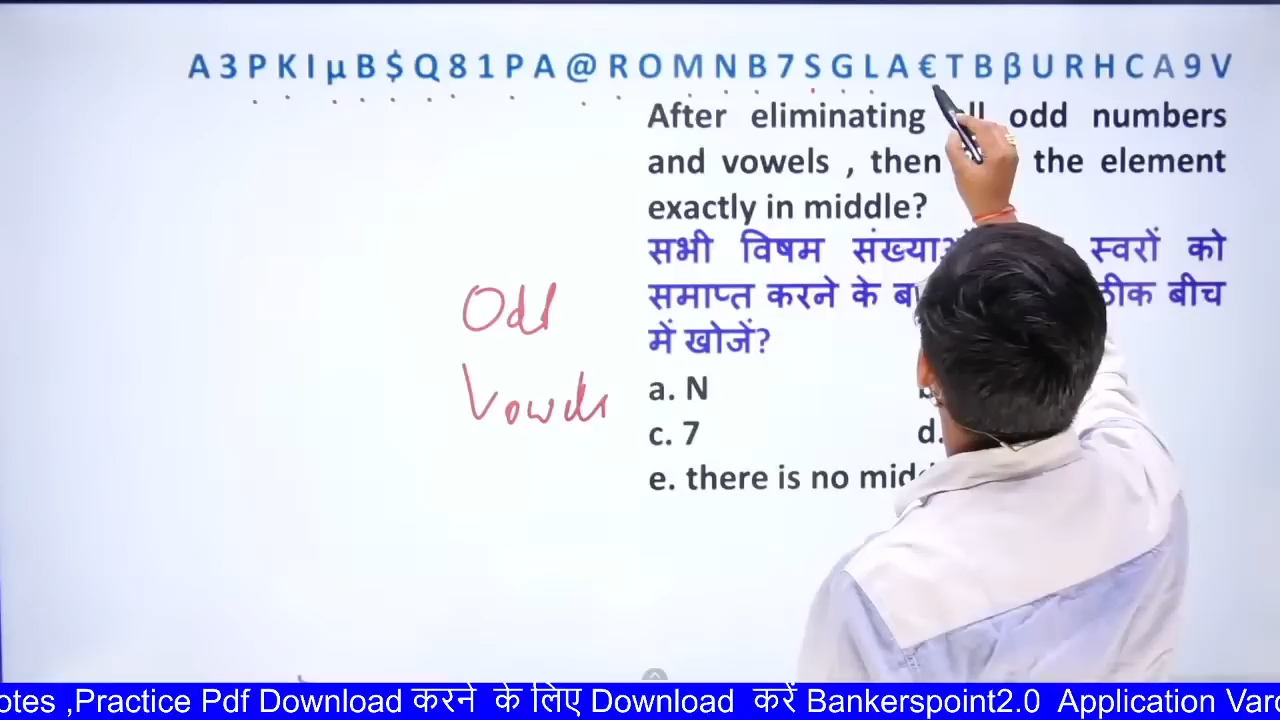 A 3 P K I µ B $ Q 8 1 P A @ R O M N B 7 S G L A € T B β U R H C A 9 V
After eliminating all odd numbers
and vowels , then the element
exactly in middle?
सभी विषम स्वरों को
समाप्त करने के बीच
में खोजें?
Odd
Vowels
a. N
c. 7
d.
e. there is no
otes ,Practice Pdf Download करने के लिए Download करें Bankerspoint2.0 Application Vard